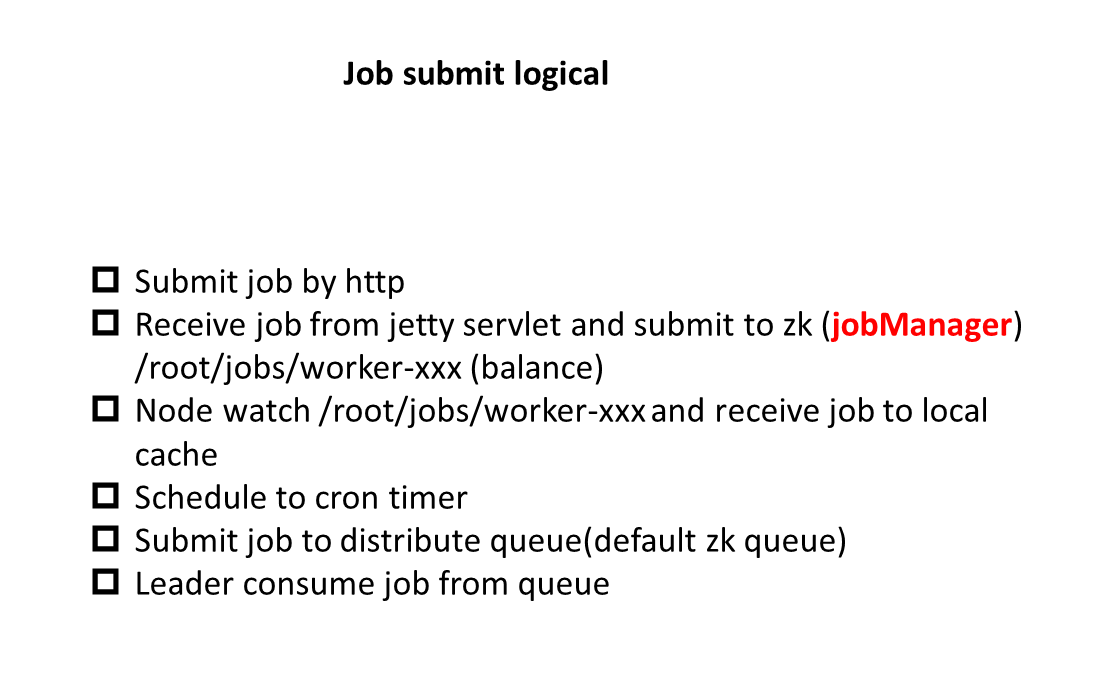 Job submit logical
Submit job by http
Receive job from jetty servlet and submit to zk (jobManager)
/root/jobs/worker-xxx (balance)
Node watch /root/jobs/worker-xxx and receive job to local
cache
Schedule to cron timer
Submit job to distribute queue(default zk queue)
Leader consume job from queue